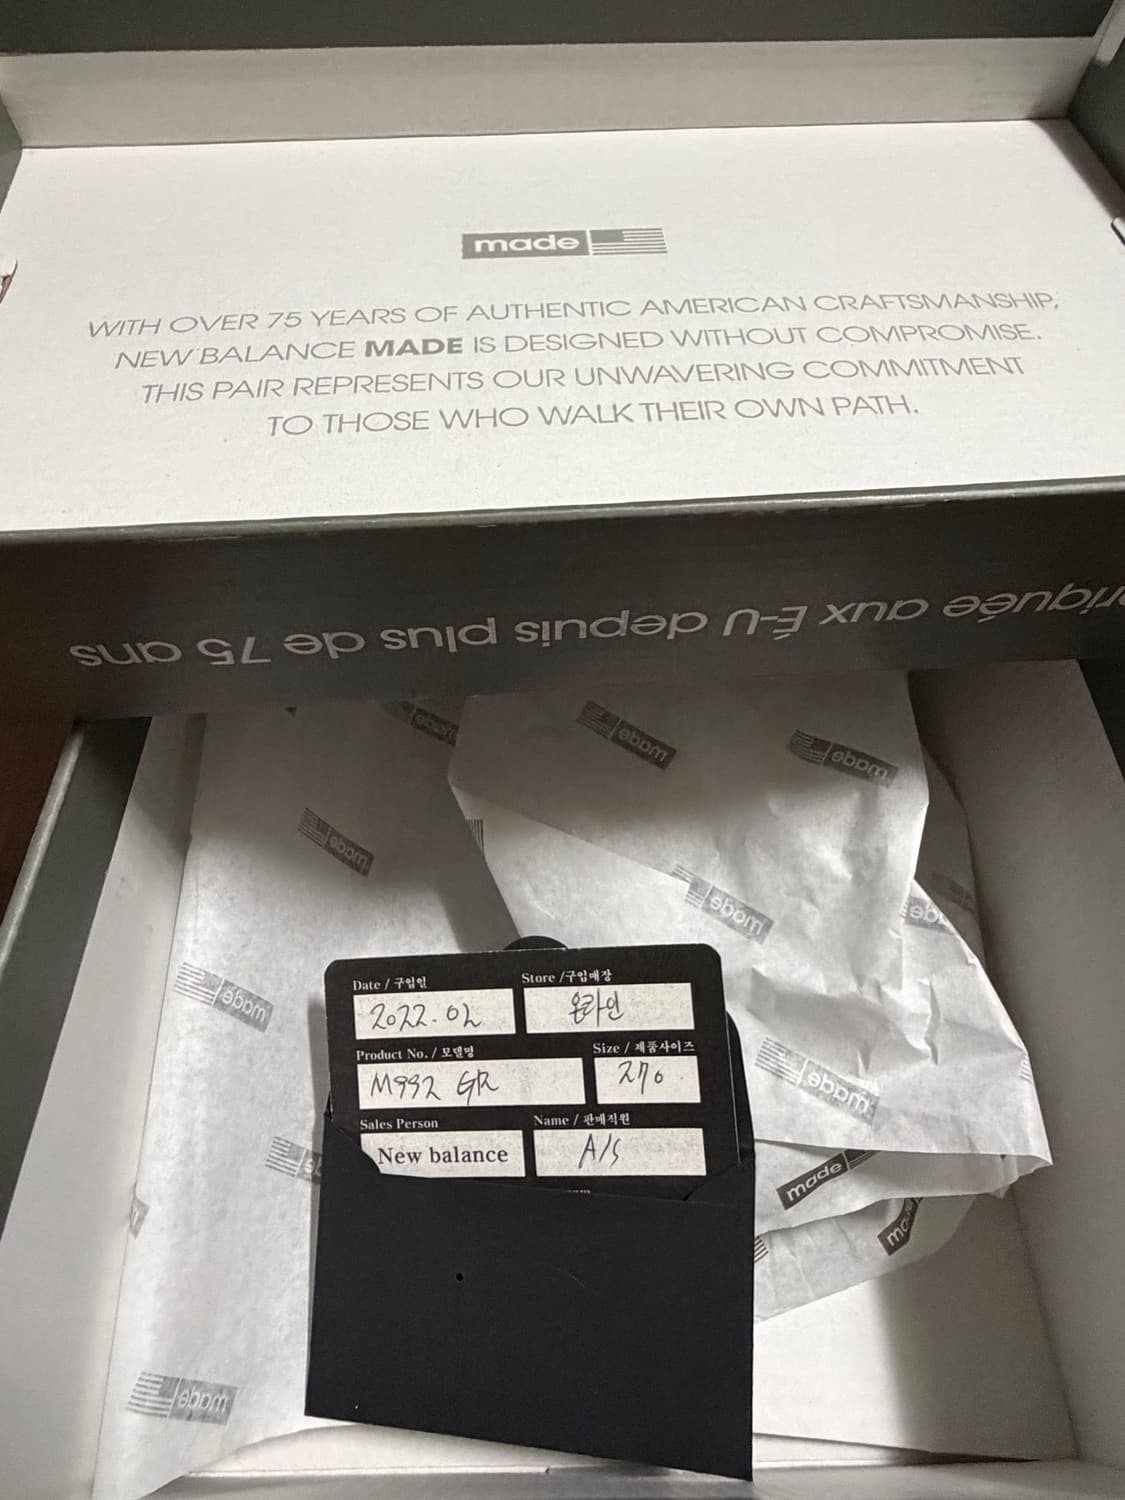 made
WITH OVER 75 YEARS OF AUTHENTIC AMERICAN CRAFTSMANSHIP,
NEW BALANCE MADE IS DESIGNED WITHOUT COMPROMISE.
THIS PAIR REPRESENTS OUR UNWAVERING COMMITMENT
TO THOSE WHO WALK THEIR OWN PATH.
riquée aux É-U depuis plus de 75 ans
made
made
made
made
made
made
made
made
made
Date / 구입일
2022. 02
Store /구입매장
온라인
Product No. / 모델명
M992 GR
Size / 제품사이즈
270
Sales Person
New balance
Name / 판매직원
A/S